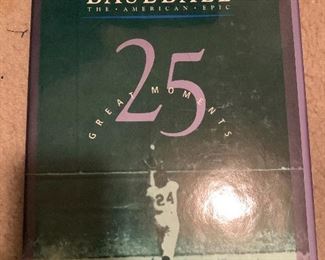 BASEBALL
THE · AMERICAN · EPIC
25
GREAT MOMENTS
24